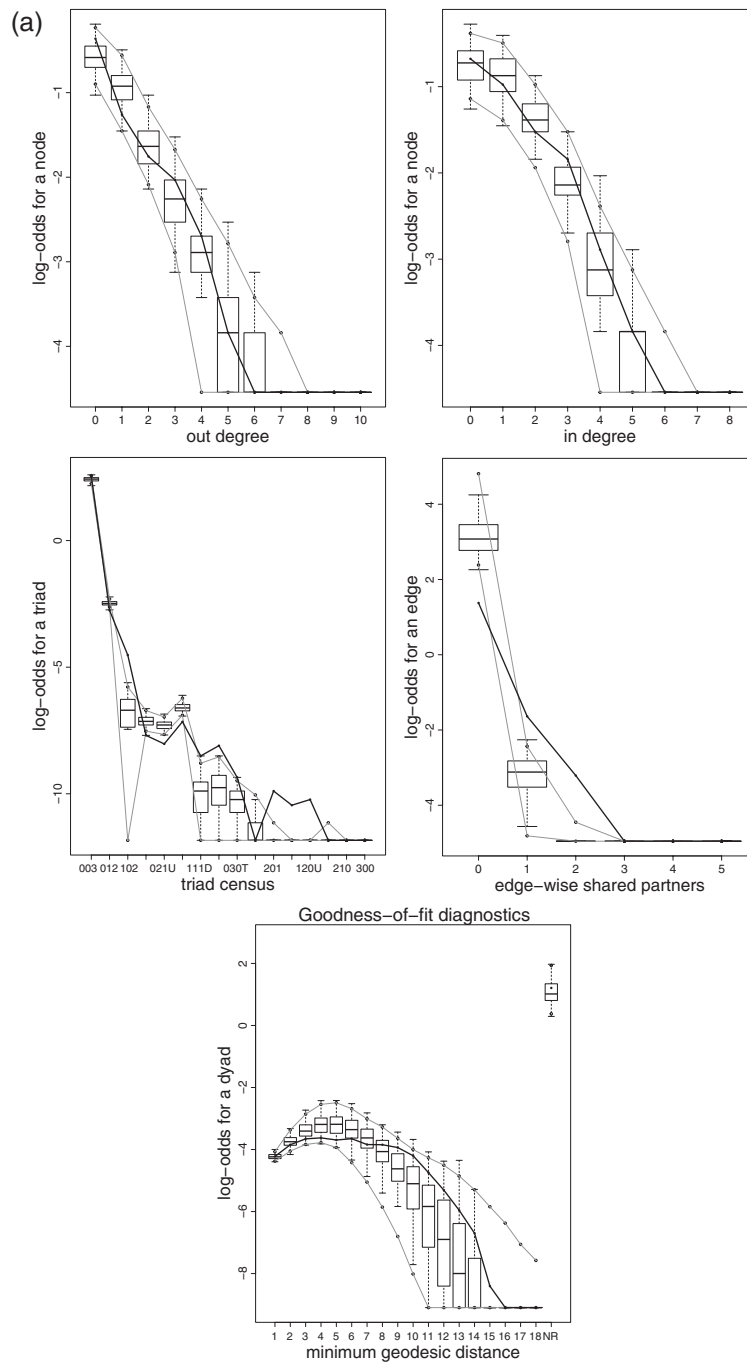 (a)
log-odds for a node
-1
-2
-3
-4
0 1 2 3 4 5 6 7 8 9 10
out degree
log-odds for a node
-1
-2
-3
-4
0 1 2 3 4 5 6 7 8
in degree
log-odds for a triad
0
-5
-10
003 012 102 021U 111D 030T 201 120U 210 300
triad census
log-odds for an edge
4
2
0
-2
-4
0 1 2 3 4 5
edge-wise shared partners
Goodness-of-fit diagnostics
log-odds for a dyad
2
0
-2
-4
-6
-8
1 2 3 4 5 6 7 8 9 10 11 12 13 14 15 16 17 18 NR
minimum geodesic distance